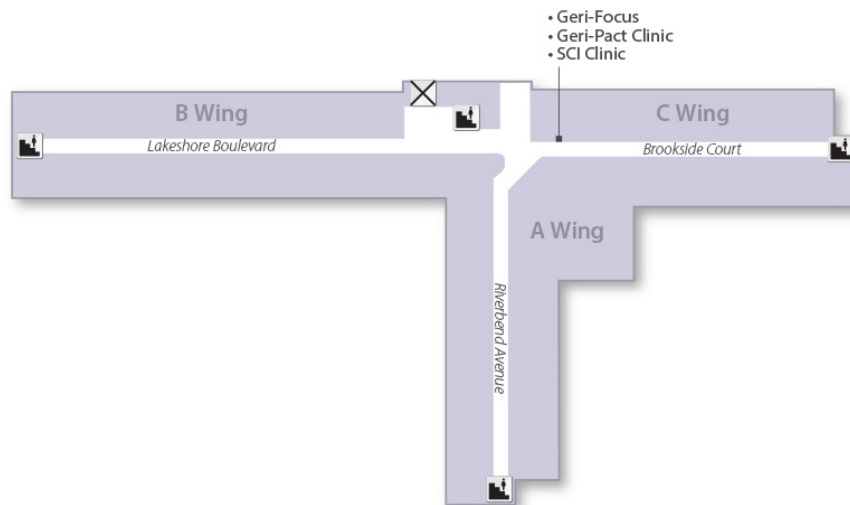 • Geri-Focus
• Geri-Pact Clinic
• SCI Clinic
B Wing
C Wing
Lakeshore Boulevard
Brookside Court
A Wing
Riverbend Avenue